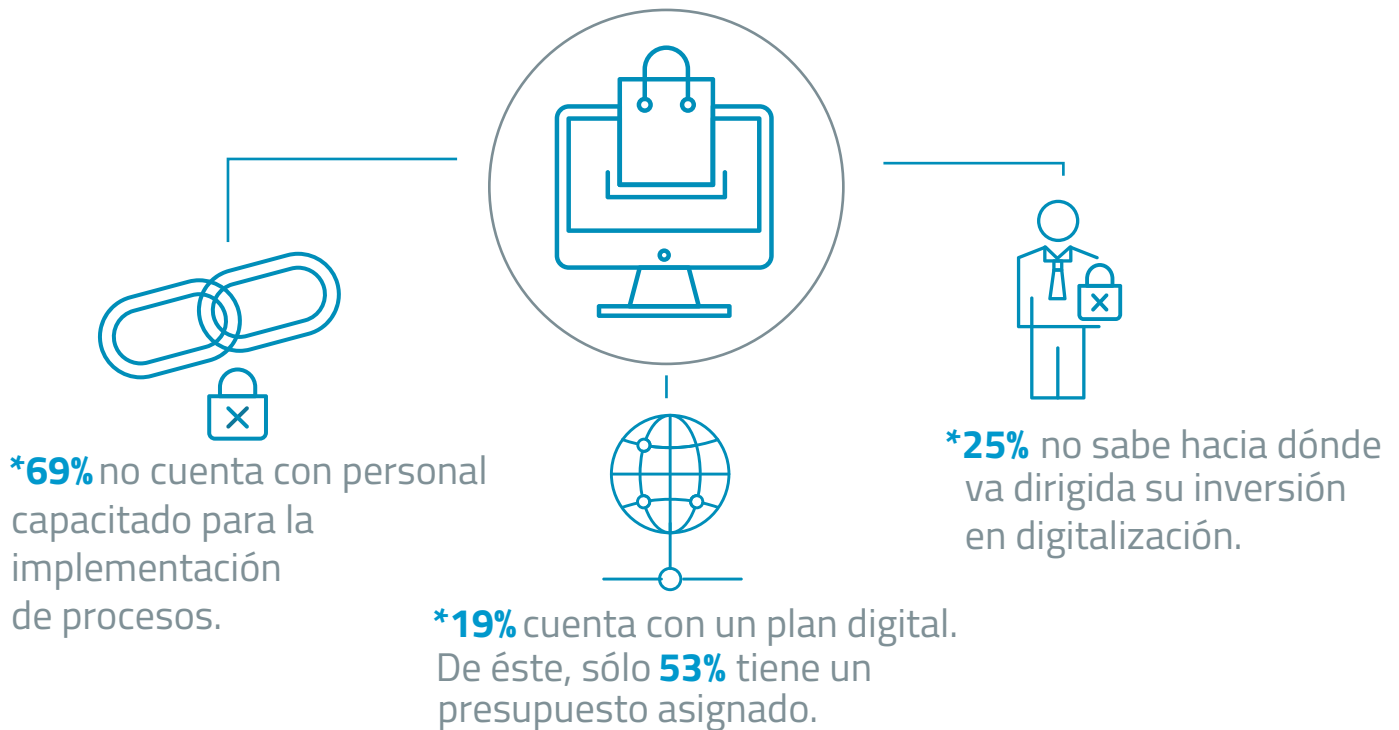 *69% no cuenta con personal
capacitado para la
implementación
de procesos.
*19% cuenta con un plan digital.
De éste, sólo 53% tiene un
presupuesto asignado.
*25% no sabe hacia dónde
va dirigida su inversión
en digitalización.